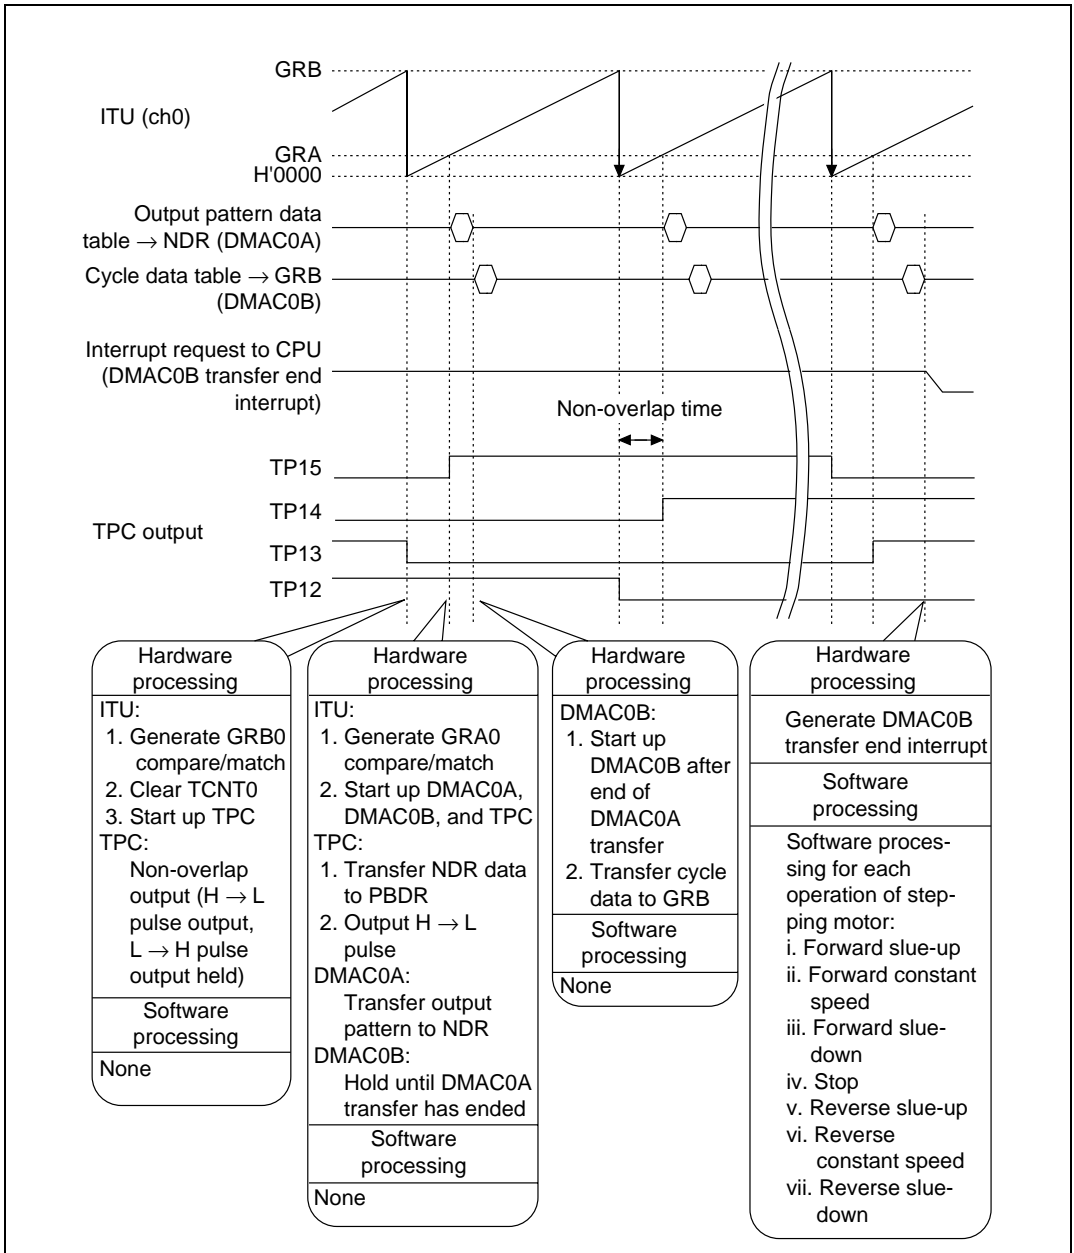 GRB
ITU (ch0)
GRA
H'0000
Output pattern data
table → NDR (DMAC0A)
Cycle data table → GRB
(DMAC0B)
Interrupt request to CPU
(DMAC0B transfer end
interrupt)
Non-overlap time
TP15
TP14
TPC output
TP13
TP12
Hardware
processing
ITU:
1. Generate GRB0
compare/match
2. Clear TCNT0
3. Start up TPC
TPC:
Non-overlap
output (H → L
pulse output,
L → H pulse
output held)
Software
processing
None
Hardware
processing
ITU:
1. Generate GRA0
compare/match
2. Start up DMAC0A,
DMAC0B, and TPC
TPC:
1. Transfer NDR data
to PBDR
2. Output H → L
pulse
DMAC0A:
Transfer output
pattern to NDR
DMAC0B:
Hold until DMAC0A
transfer has ended
Software
processing
None
Hardware
processing
DMAC0B:
1. Start up
DMAC0B after
end of
DMAC0A
transfer
2. Transfer cycle
data to GRB
Software
processing
None
Hardware
processing
Generate DMAC0B
transfer end interrupt
Software
processing
Software proces-
sing for each
operation of step-
ping motor:
i. Forward slue-up
ii. Forward constant
speed
iii. Forward slue-
down
iv. Stop
v. Reverse slue-up
vi. Reverse
constant speed
vii. Reverse slue-
down